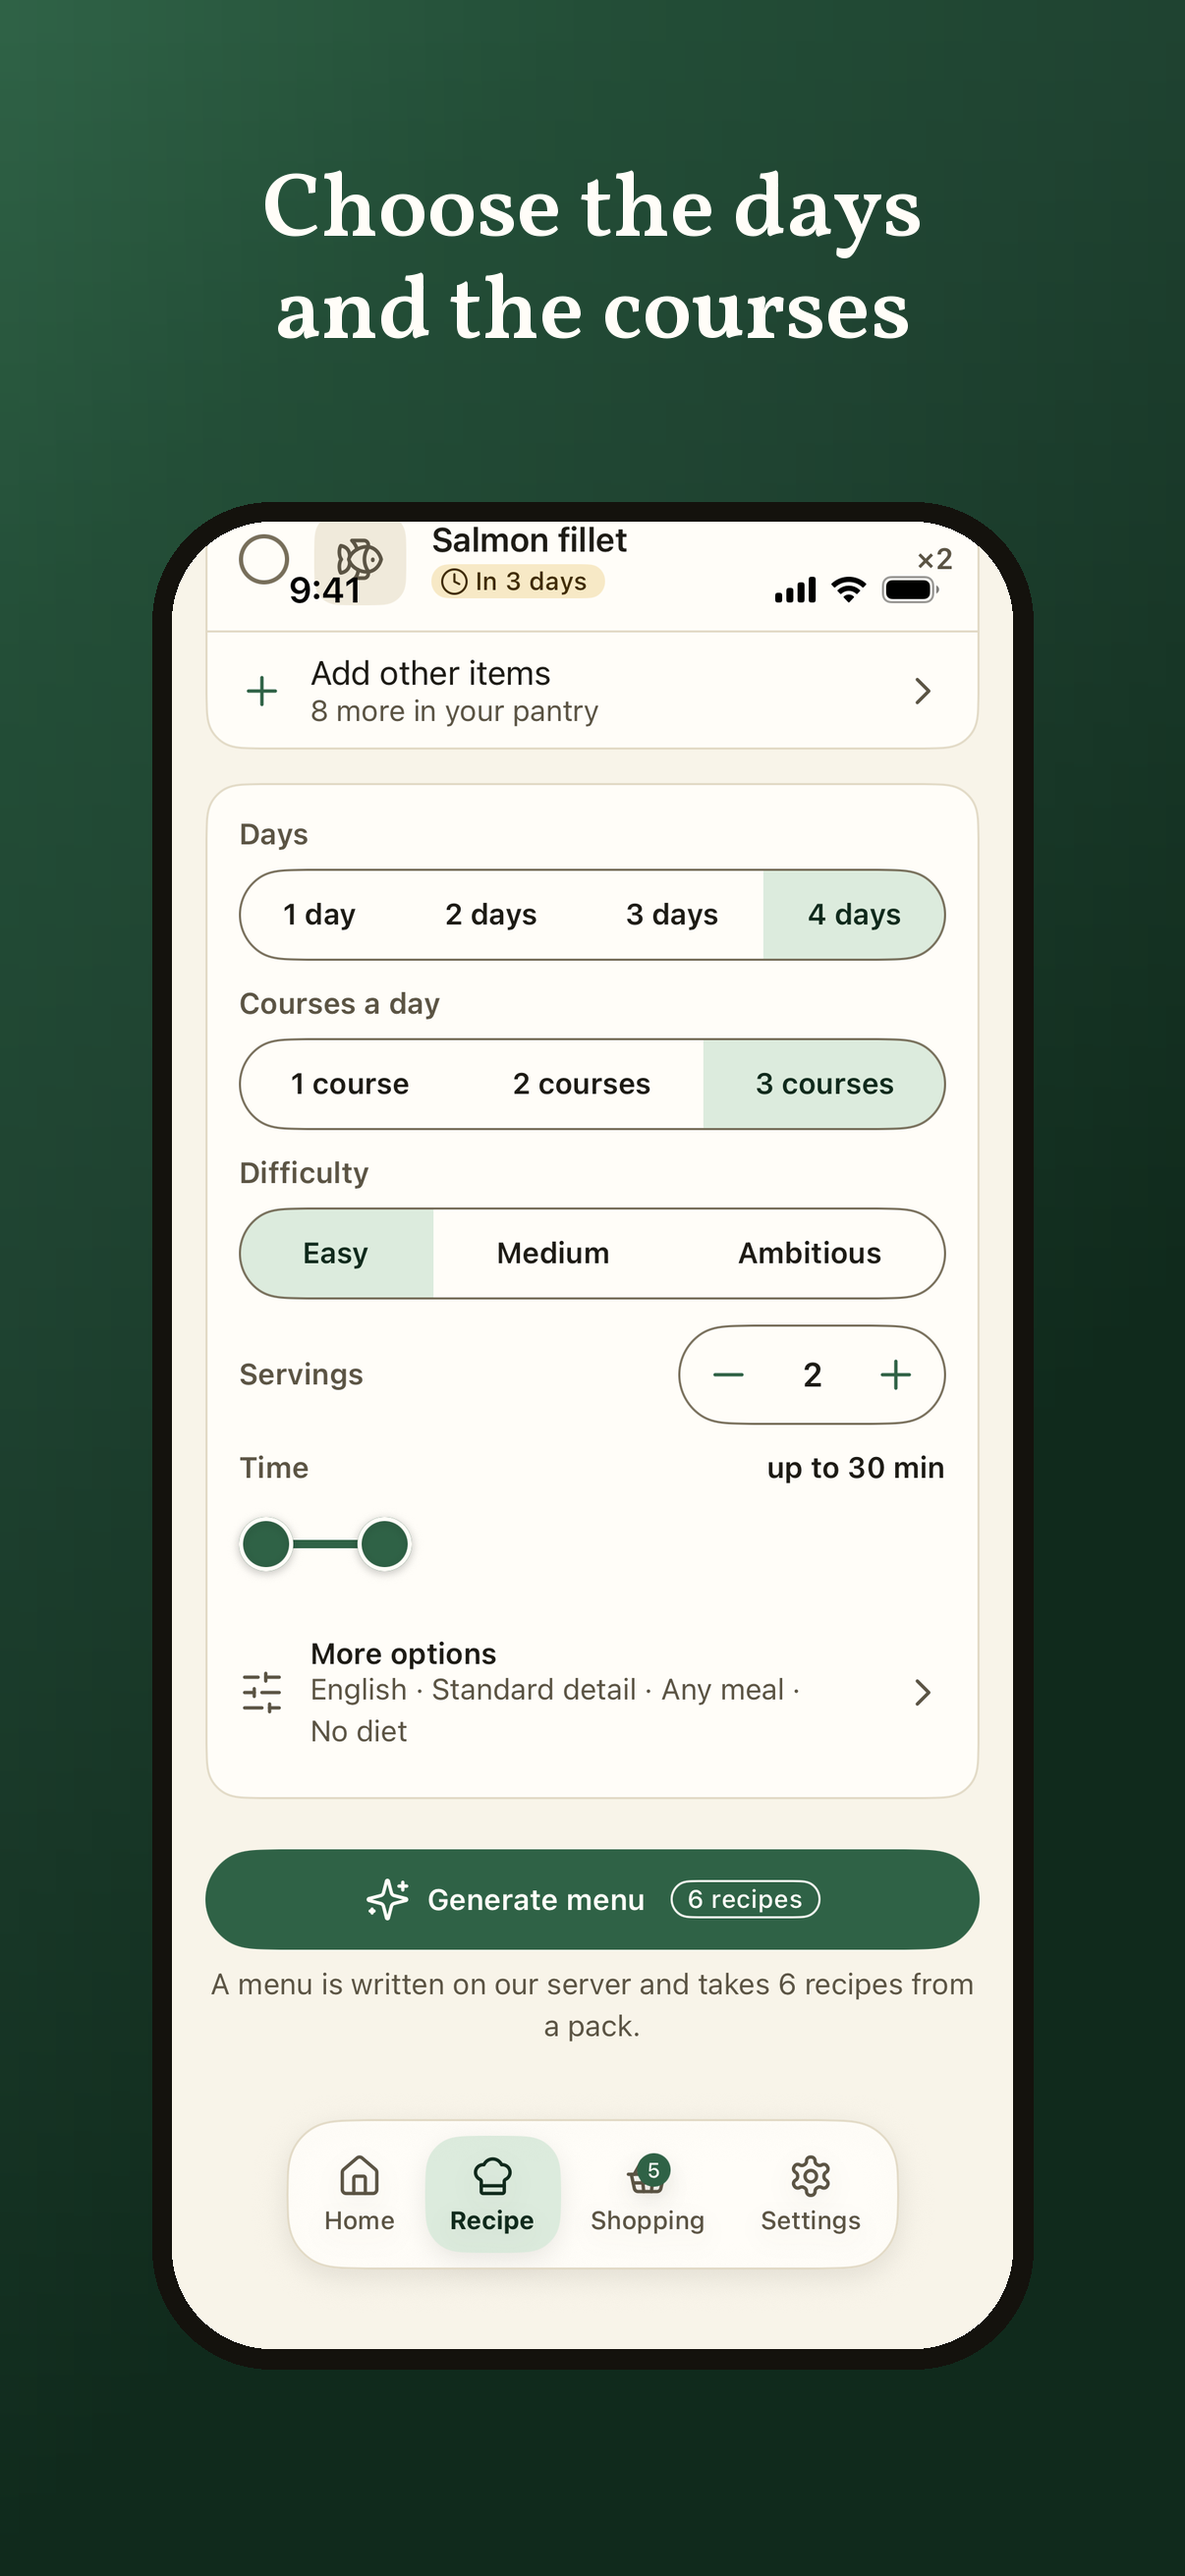 Choose the days
and the courses
Salmon fillet
×2
In 3 days
9:41
Add other items
8 more in your pantry
Days
1 day 2 days 3 days 4 days
Courses a day
1 course 2 courses 3 courses
Difficulty
Easy Medium Ambitious
Servings 2
Time up to 30 min
More options
English · Standard detail · Any meal ·
No diet
Generate menu 6 recipes
A menu is written on our server and takes 6 recipes from
a pack.
5
Home Recipe Shopping Settings